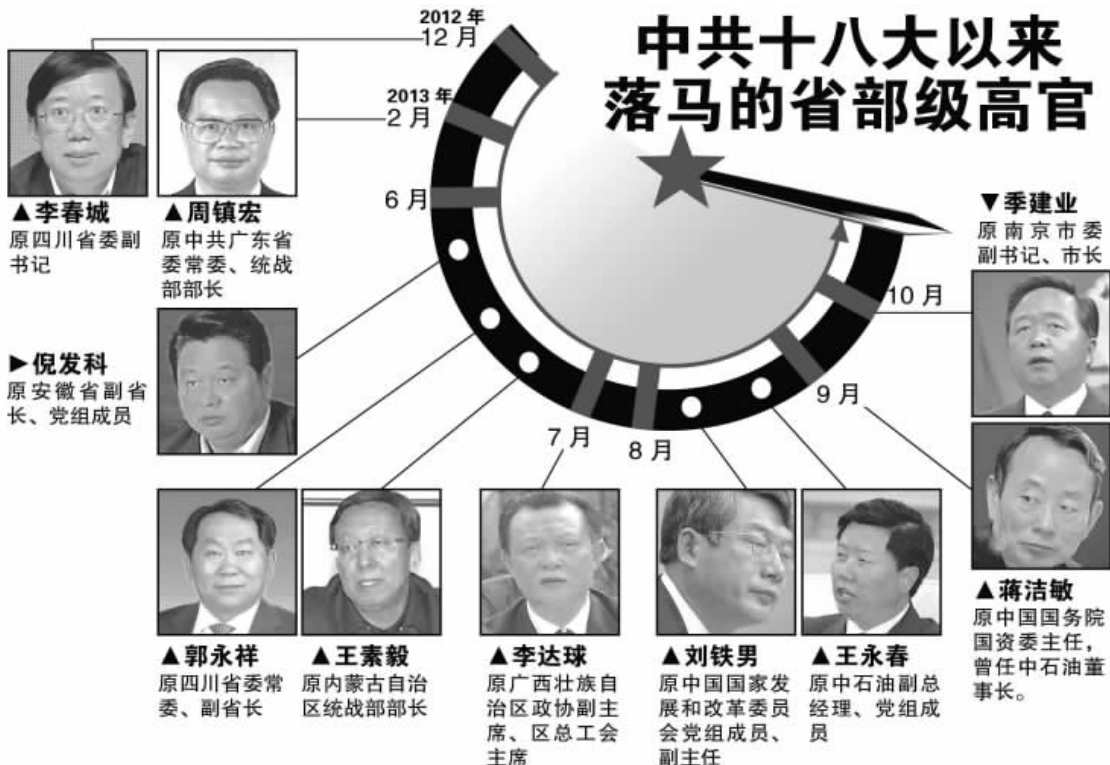 中共十八大以来
落马的省部级高官
2012 年
12 月
2013 年
2 月
6 月
7 月
8 月
9 月
10 月
▲李春城
原四川省委副
书记
▲周镇宏
原中共广东省
委常委、统战
部部长
►倪发科
原安徽省副省
长、党组成员
▲郭永祥
原四川省委常
委、副省长
▲王素毅
原内蒙古自治
区统战部部长
▲李达球
原广西壮族自
治区政协副主
席、区总工会
主席
▲刘铁男
原中国国家发
展和改革委员
会党组成员、
副主任
▲王永春
原中石油副总
经理、党组成
员
▲蒋洁敏
原中国国务院
国资委主任，
曾任中石油董
事长。
▼季建业
原南京市委
副书记、市长